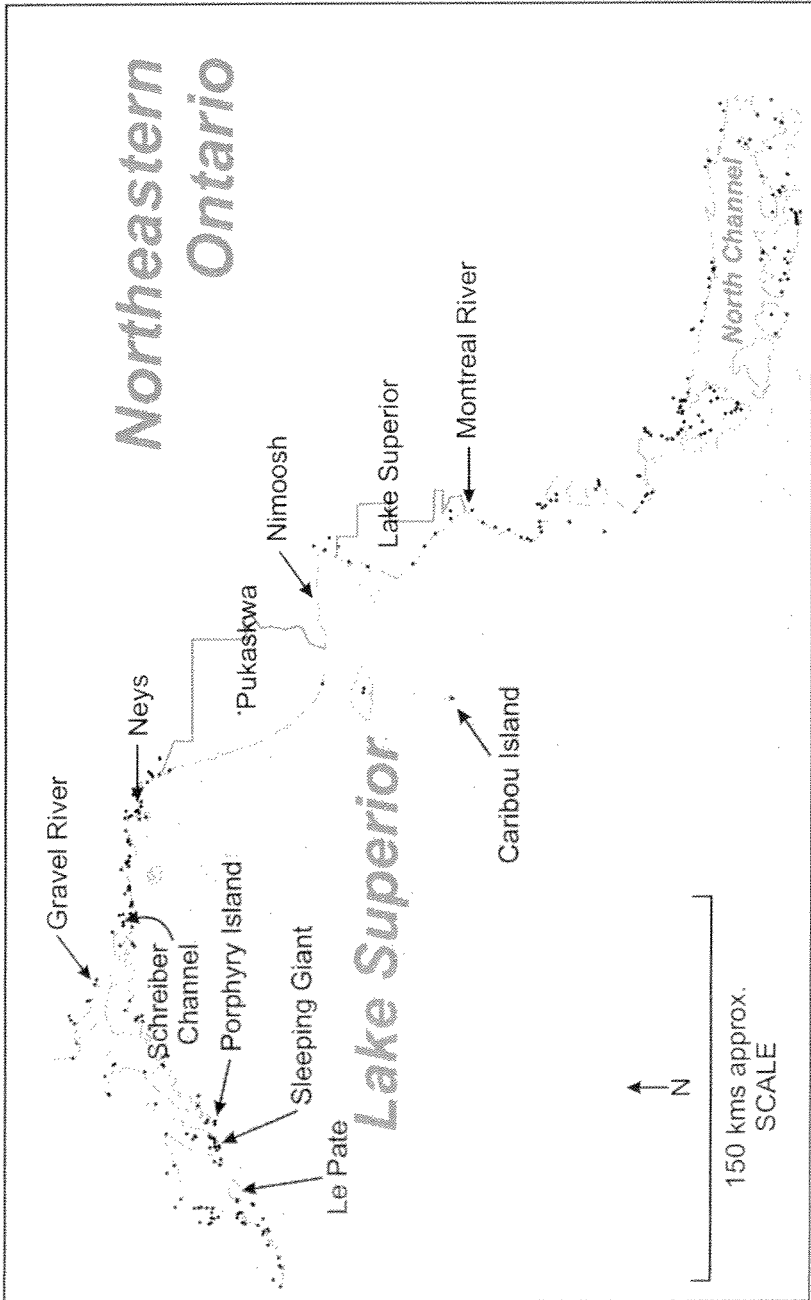 Northeastern
Ontario
Gravel River
Neys
Schreiber
Channel
Porphyry Island
Sleeping Giant
Le Pate
Pukaskwa
Nimoosh
Lake Superior
Montreal River
Lake Superior
Caribou Island
North Channel
N
150 kms approx.
SCALE